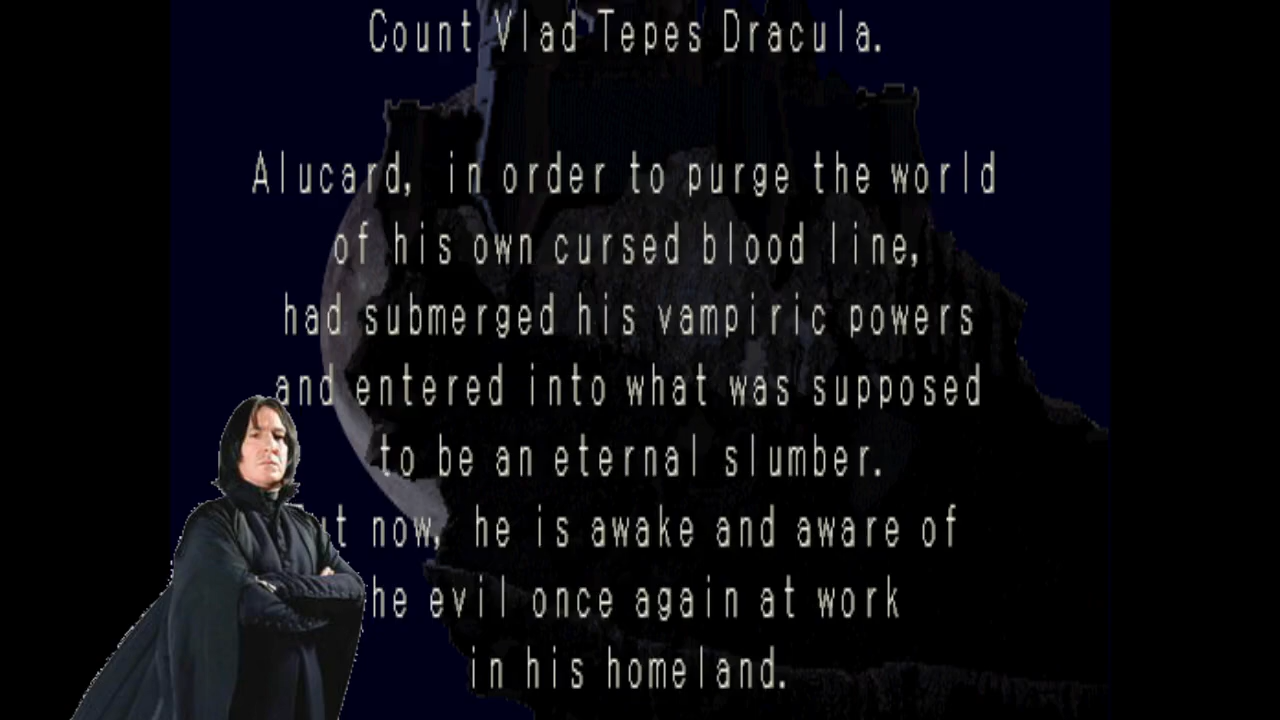 Count Vlad Tepes Dracula.
Alucard, in order to purge the world
of his own cursed blood line,
had submerged his vampiric powers
and entered into what was supposed
to be an eternal slumber.
But now, he is awake and aware of
the evil once again at work
in his homeland.